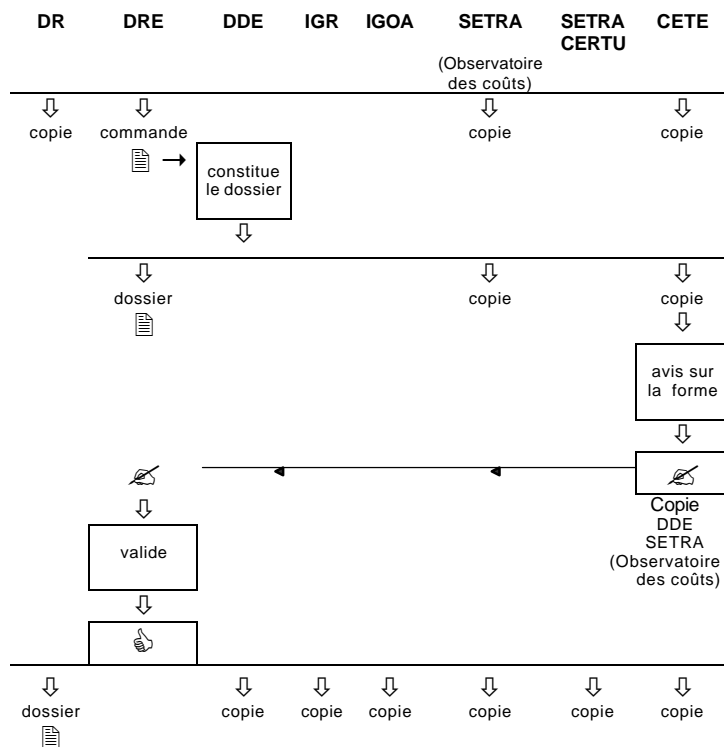 DR DRE DDE IGR IGOA SETRA SETRA CETE
CERTU
(Observatoire
des coûts)
copie commande copie copie
constitue
le dossier
dossier copie copie
avis sur
la forme
Copie
DDE
SETRA
(Observatoire
des coûts)
valide
dossier copie copie copie copie copie copie